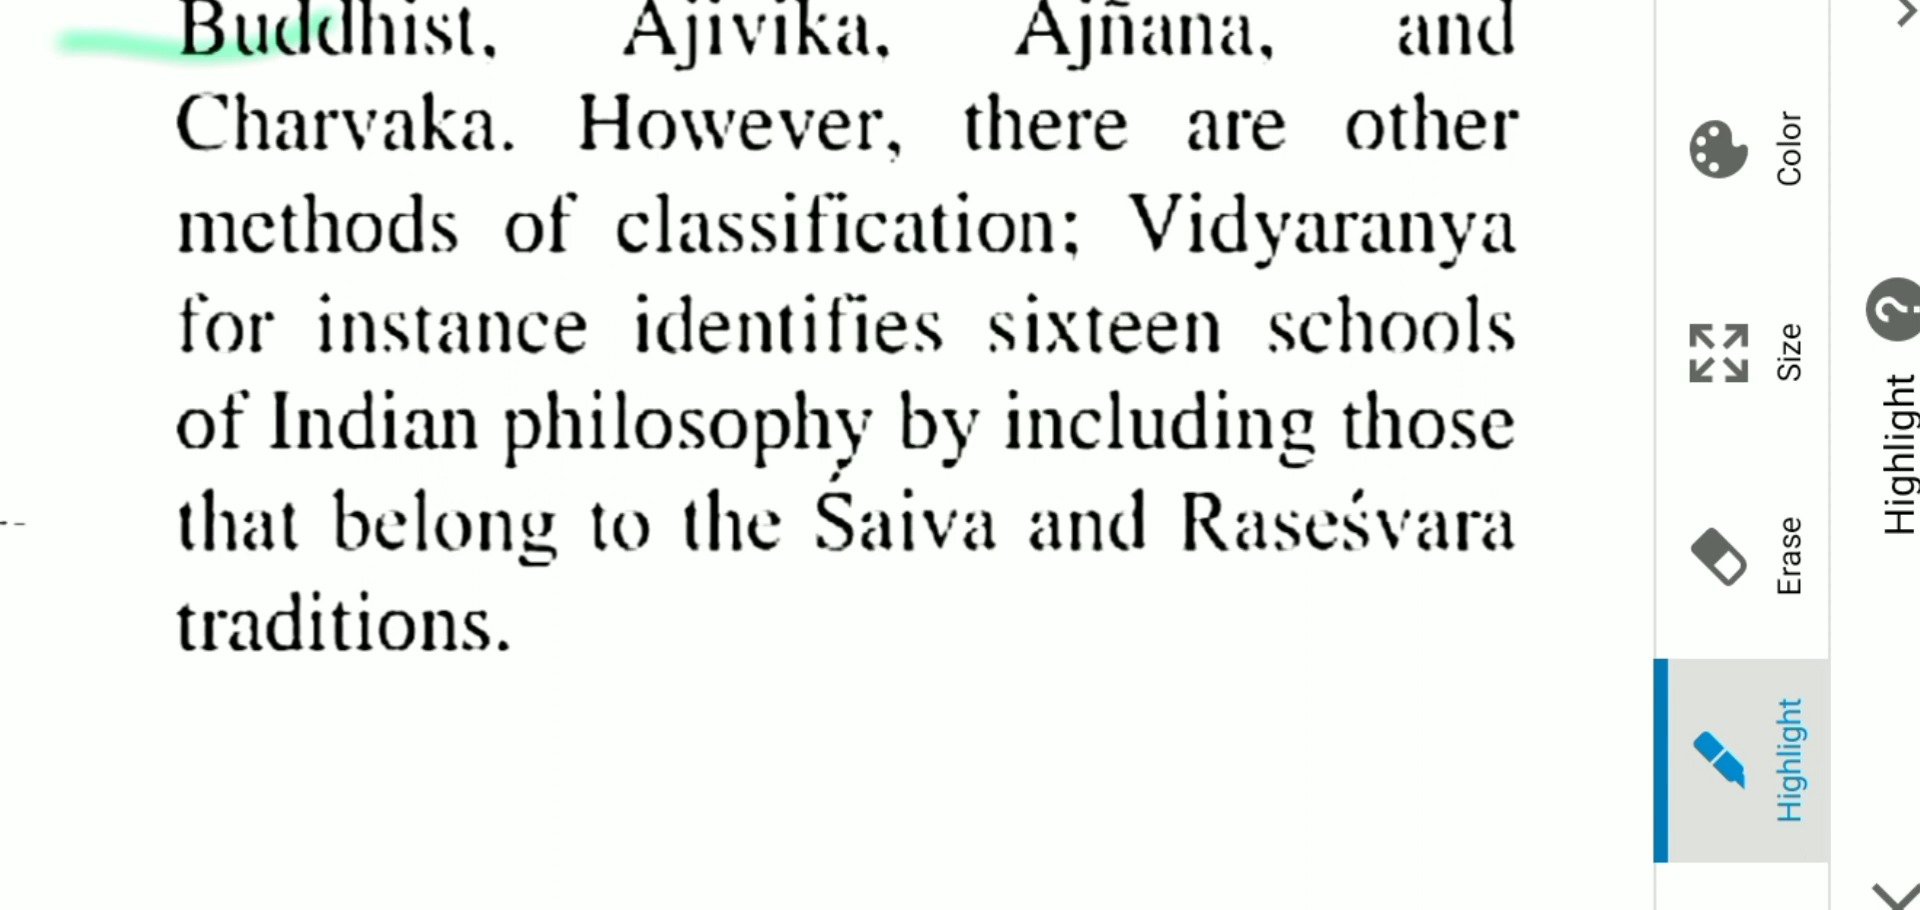 Buddhist, Ajivika, Ajñana, and
Charvaka. However, there are other
methods of classification; Vidyaranya
for instance identifies sixteen schools
of Indian philosophy by including those
that belong to the Śaiva and Raseśvara
traditions.
Color
Size
Erase
Highlight
Highlight